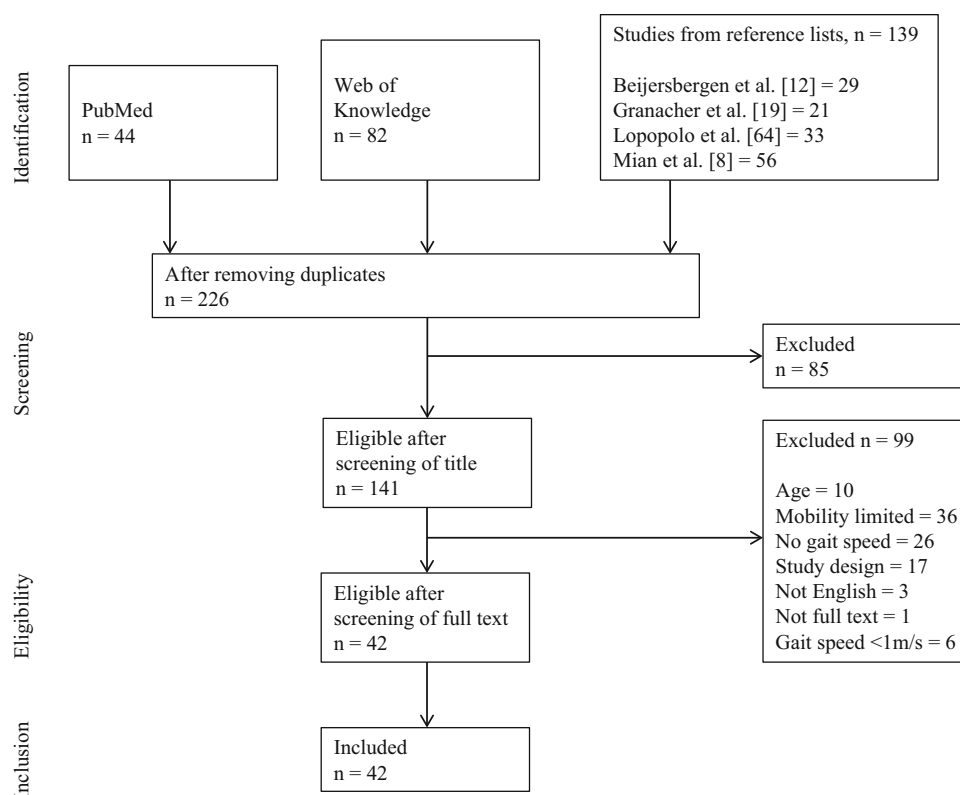 Identification
PubMed
n = 44
Web of
Knowledge
n = 82
Studies from reference lists, n = 139
Beijersbergen et al. [12] = 29
Granacher et al. [19] = 21
Lopopolo et al. [64] = 33
Mian et al. [8] = 56
After removing duplicates
n = 226
Screening
Excluded
n = 85
Eligible after
screening of title
n = 141
Excluded n = 99
Age = 10
Mobility limited = 36
No gait speed = 26
Study design = 17
Not English = 3
Not full text = 1
Gait speed <1m/s = 6
Eligibility
Eligible after
screening of full text
n = 42
Inclusion
Included
n = 42